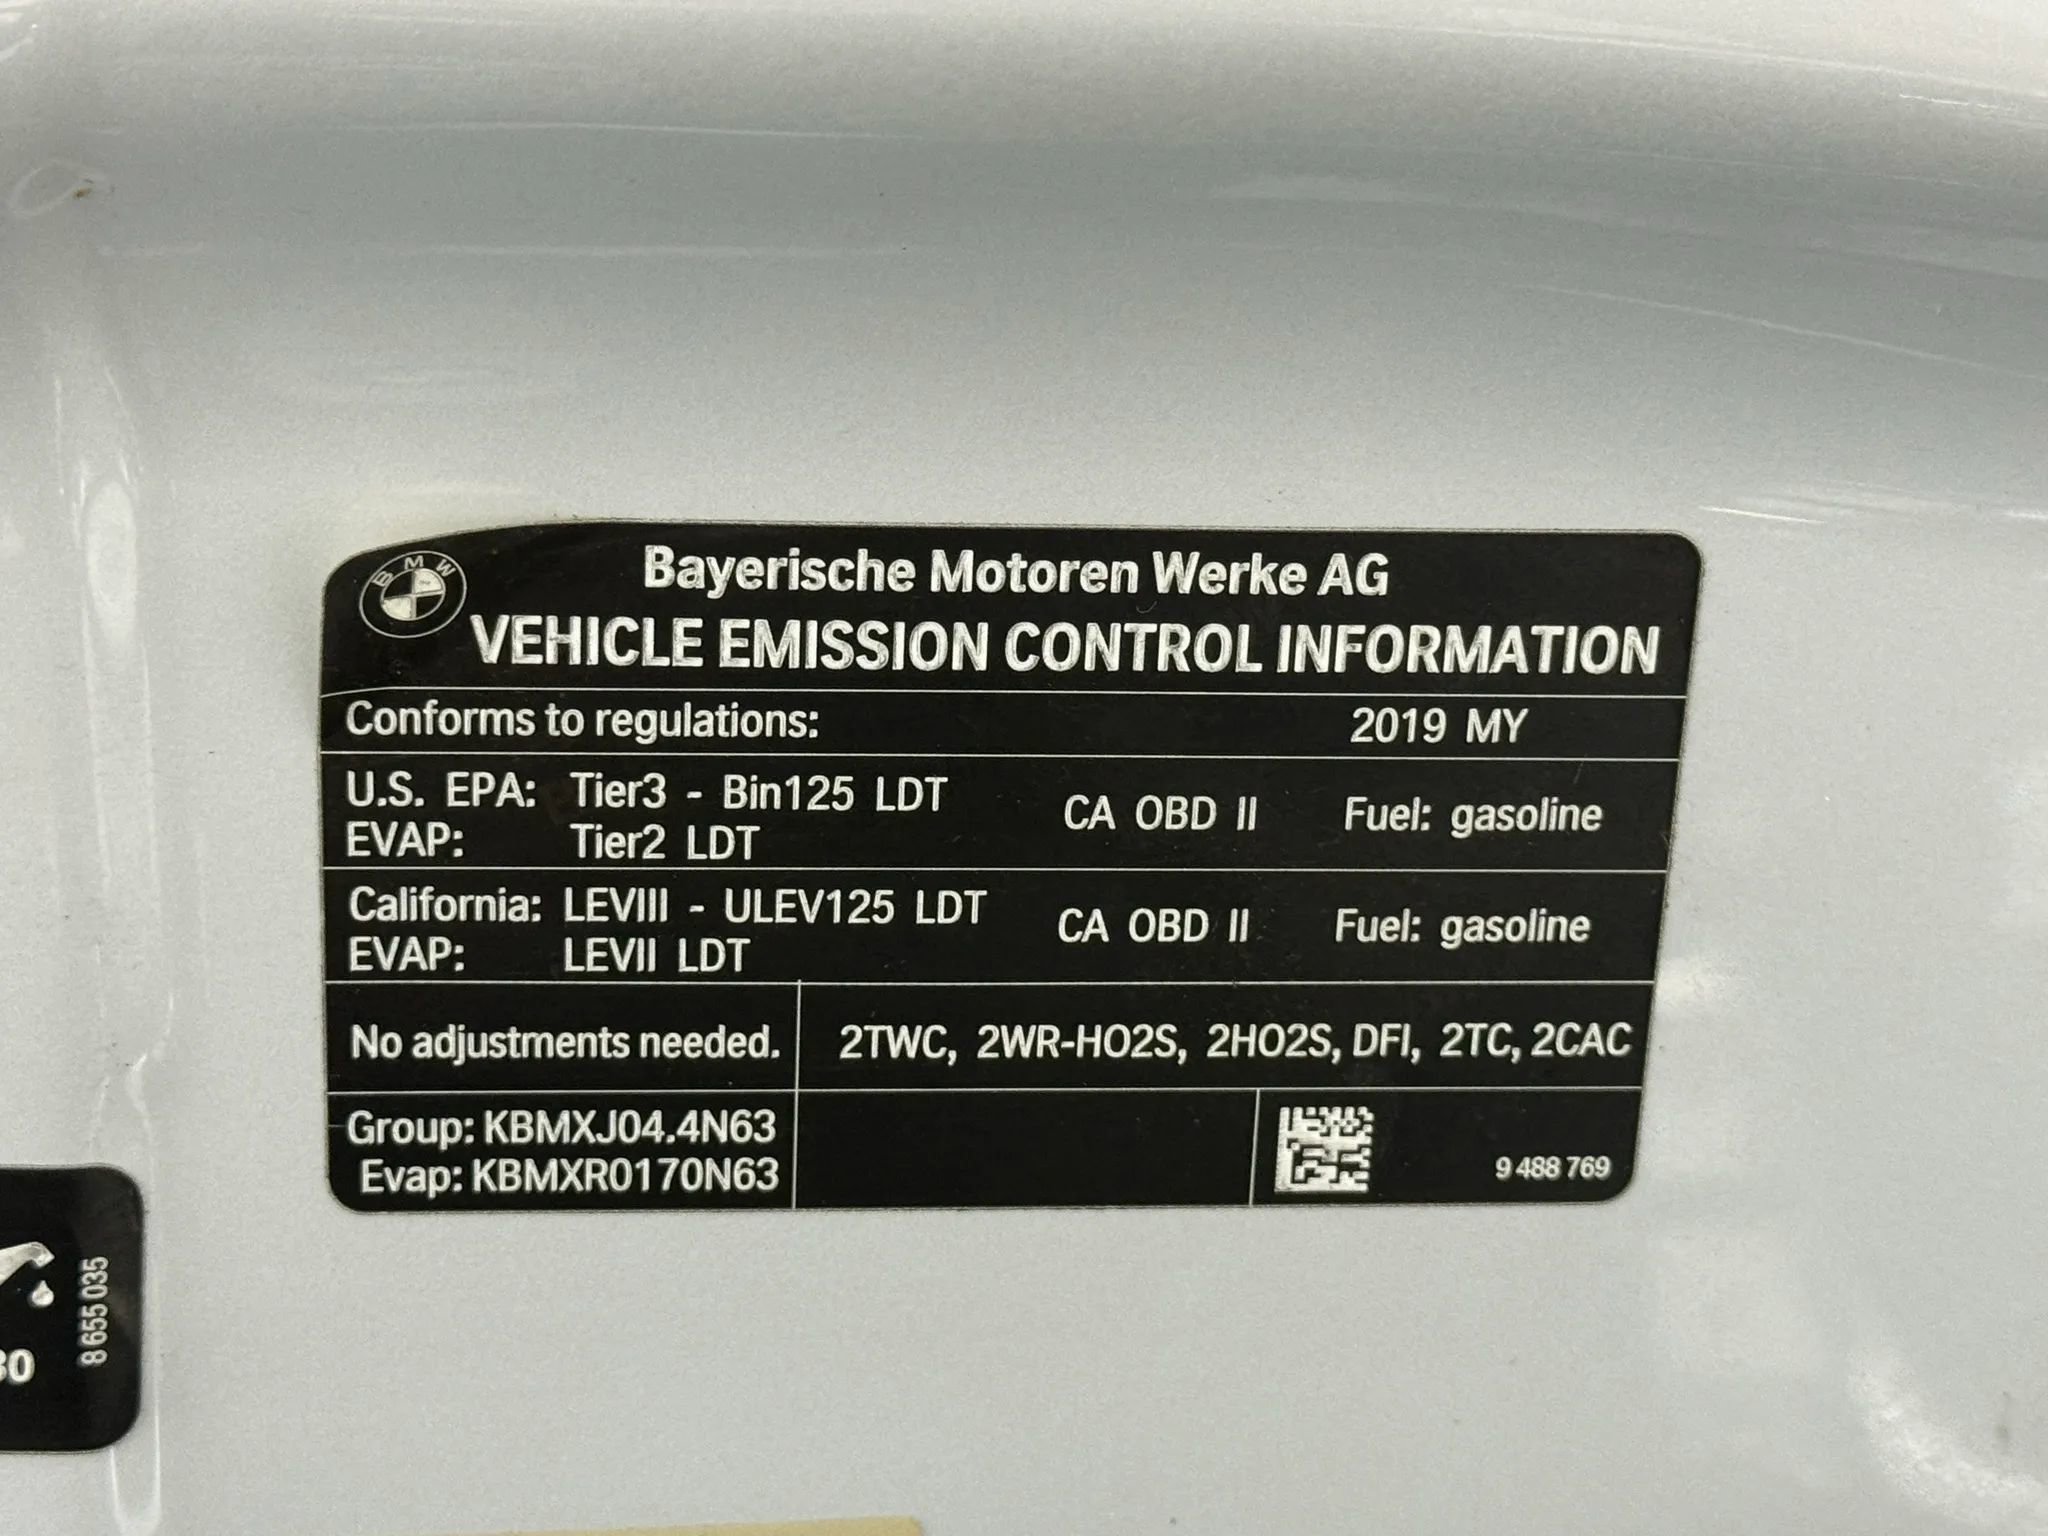 BMW
Bayerische Motoren Werke AG
VEHICLE EMISSION CONTROL INFORMATION
Conforms to regulations: 2019 MY
U.S. EPA: Tier3 - Bin125 LDT
EVAP: Tier2 LDT
CA OBD II Fuel: gasoline
California: LEVIII - ULEV125 LDT
EVAP: LEVII LDT
CA OBD II Fuel: gasoline
No adjustments needed. 2TWC, 2WR-HO2S, 2HO2S, DFI, 2TC, 2CAC
Group: KBMXJ04.4N63
Evap: KBMXR0170N63
9 488 769
8 655 035